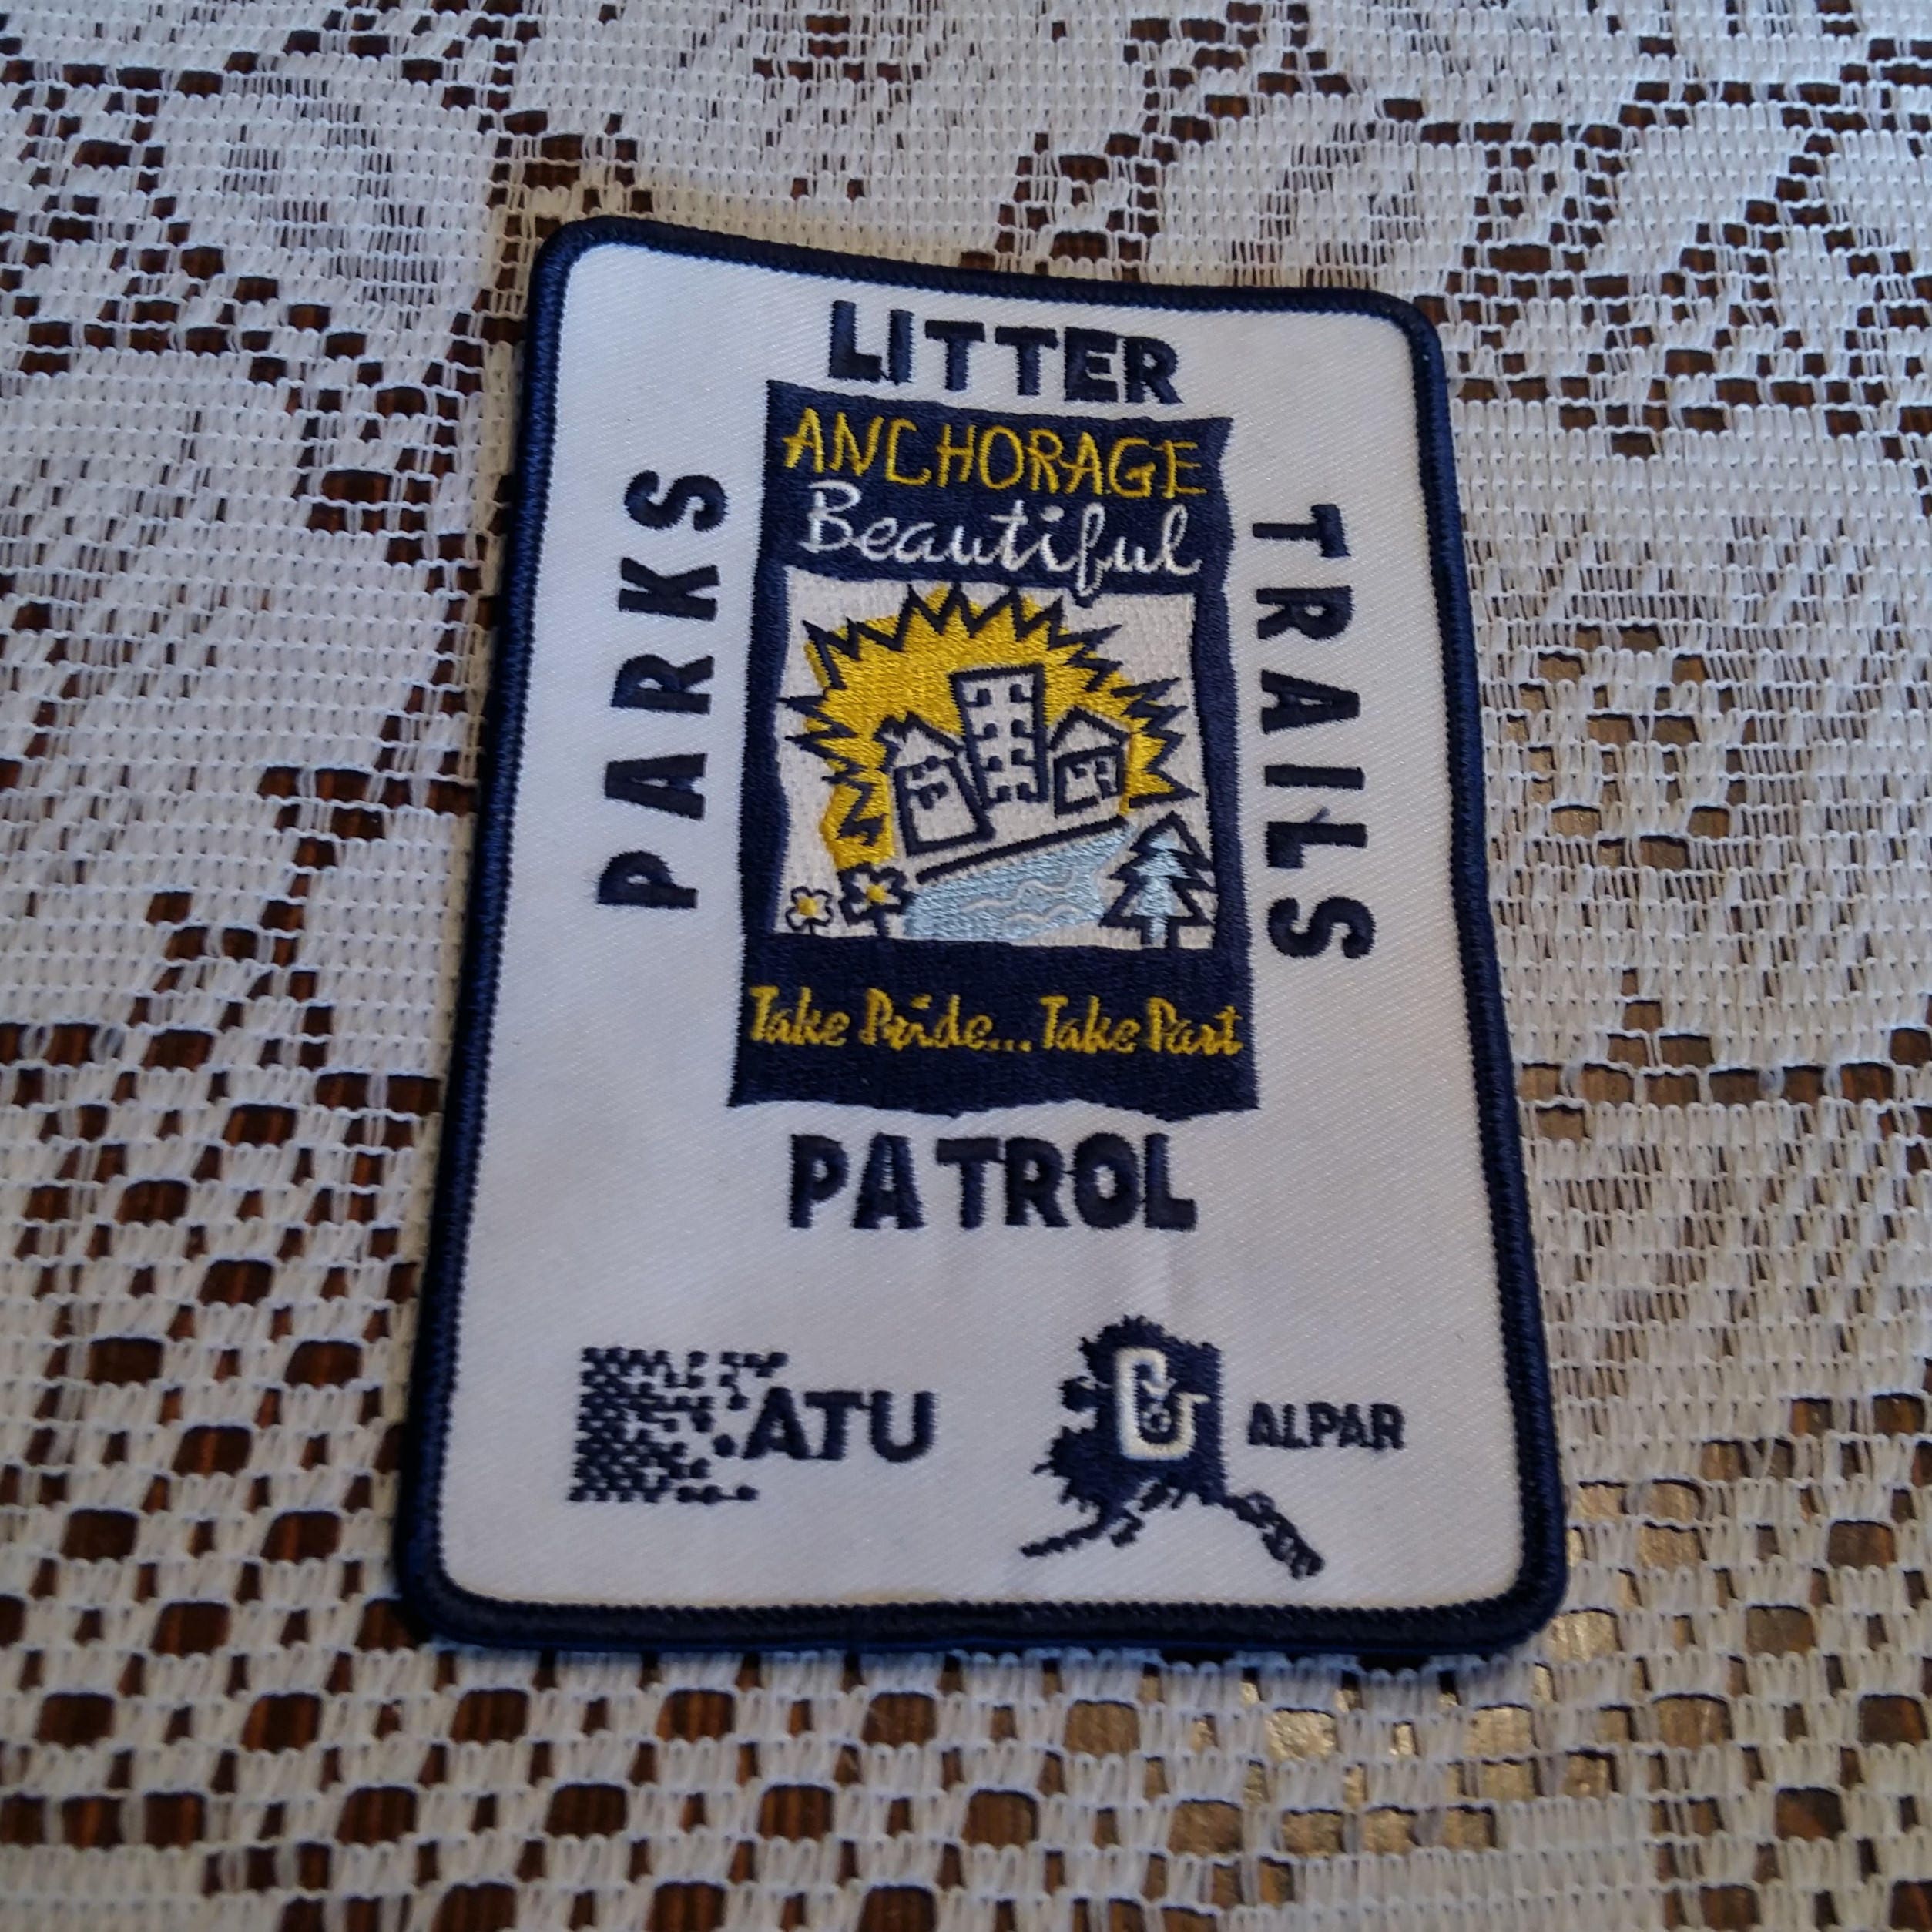 LITTER
PARKS
ANCHORAGE
Beautiful
Take Pride... Take Part
TRAILS
PATROL
ATU
ALPAR